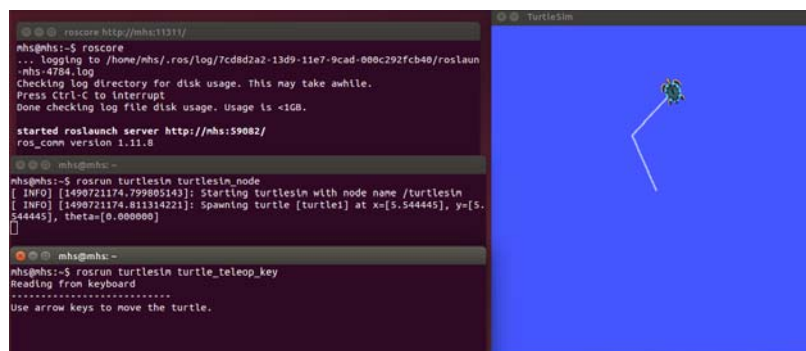 roscore http://mhs:11311/
mhs@mhs:~$ roscore
... logging to /home/mhs/.ros/log/7cd8d2a2-13d9-11e7-9cad-000c292fcb40/roslaun
-mhs-4784.log
Checking log directory for disk usage. This may take awhile.
Press Ctrl-C to interrupt
Done checking log file disk usage. Usage is <1GB.
started roslaunch server http://mhs:59082/
ros_comm version 1.11.8
mhs@mhs: ~
mhs@mhs:~$ rosrun turtlesim turtlesim_node
[ INFO] [1490721174.799805143]: Starting turtlesim with node name /turtlesim
[ INFO] [1490721174.811314221]: Spawning turtle [turtle1] at x=[5.544445], y=[5.
544445], theta=[0.000000]
mhs@mhs: ~
mhs@mhs:~$ rosrun turtlesim turtle_teleop_key
Reading from keyboard
---------------------------
Use arrow keys to move the turtle.
TurtleSim